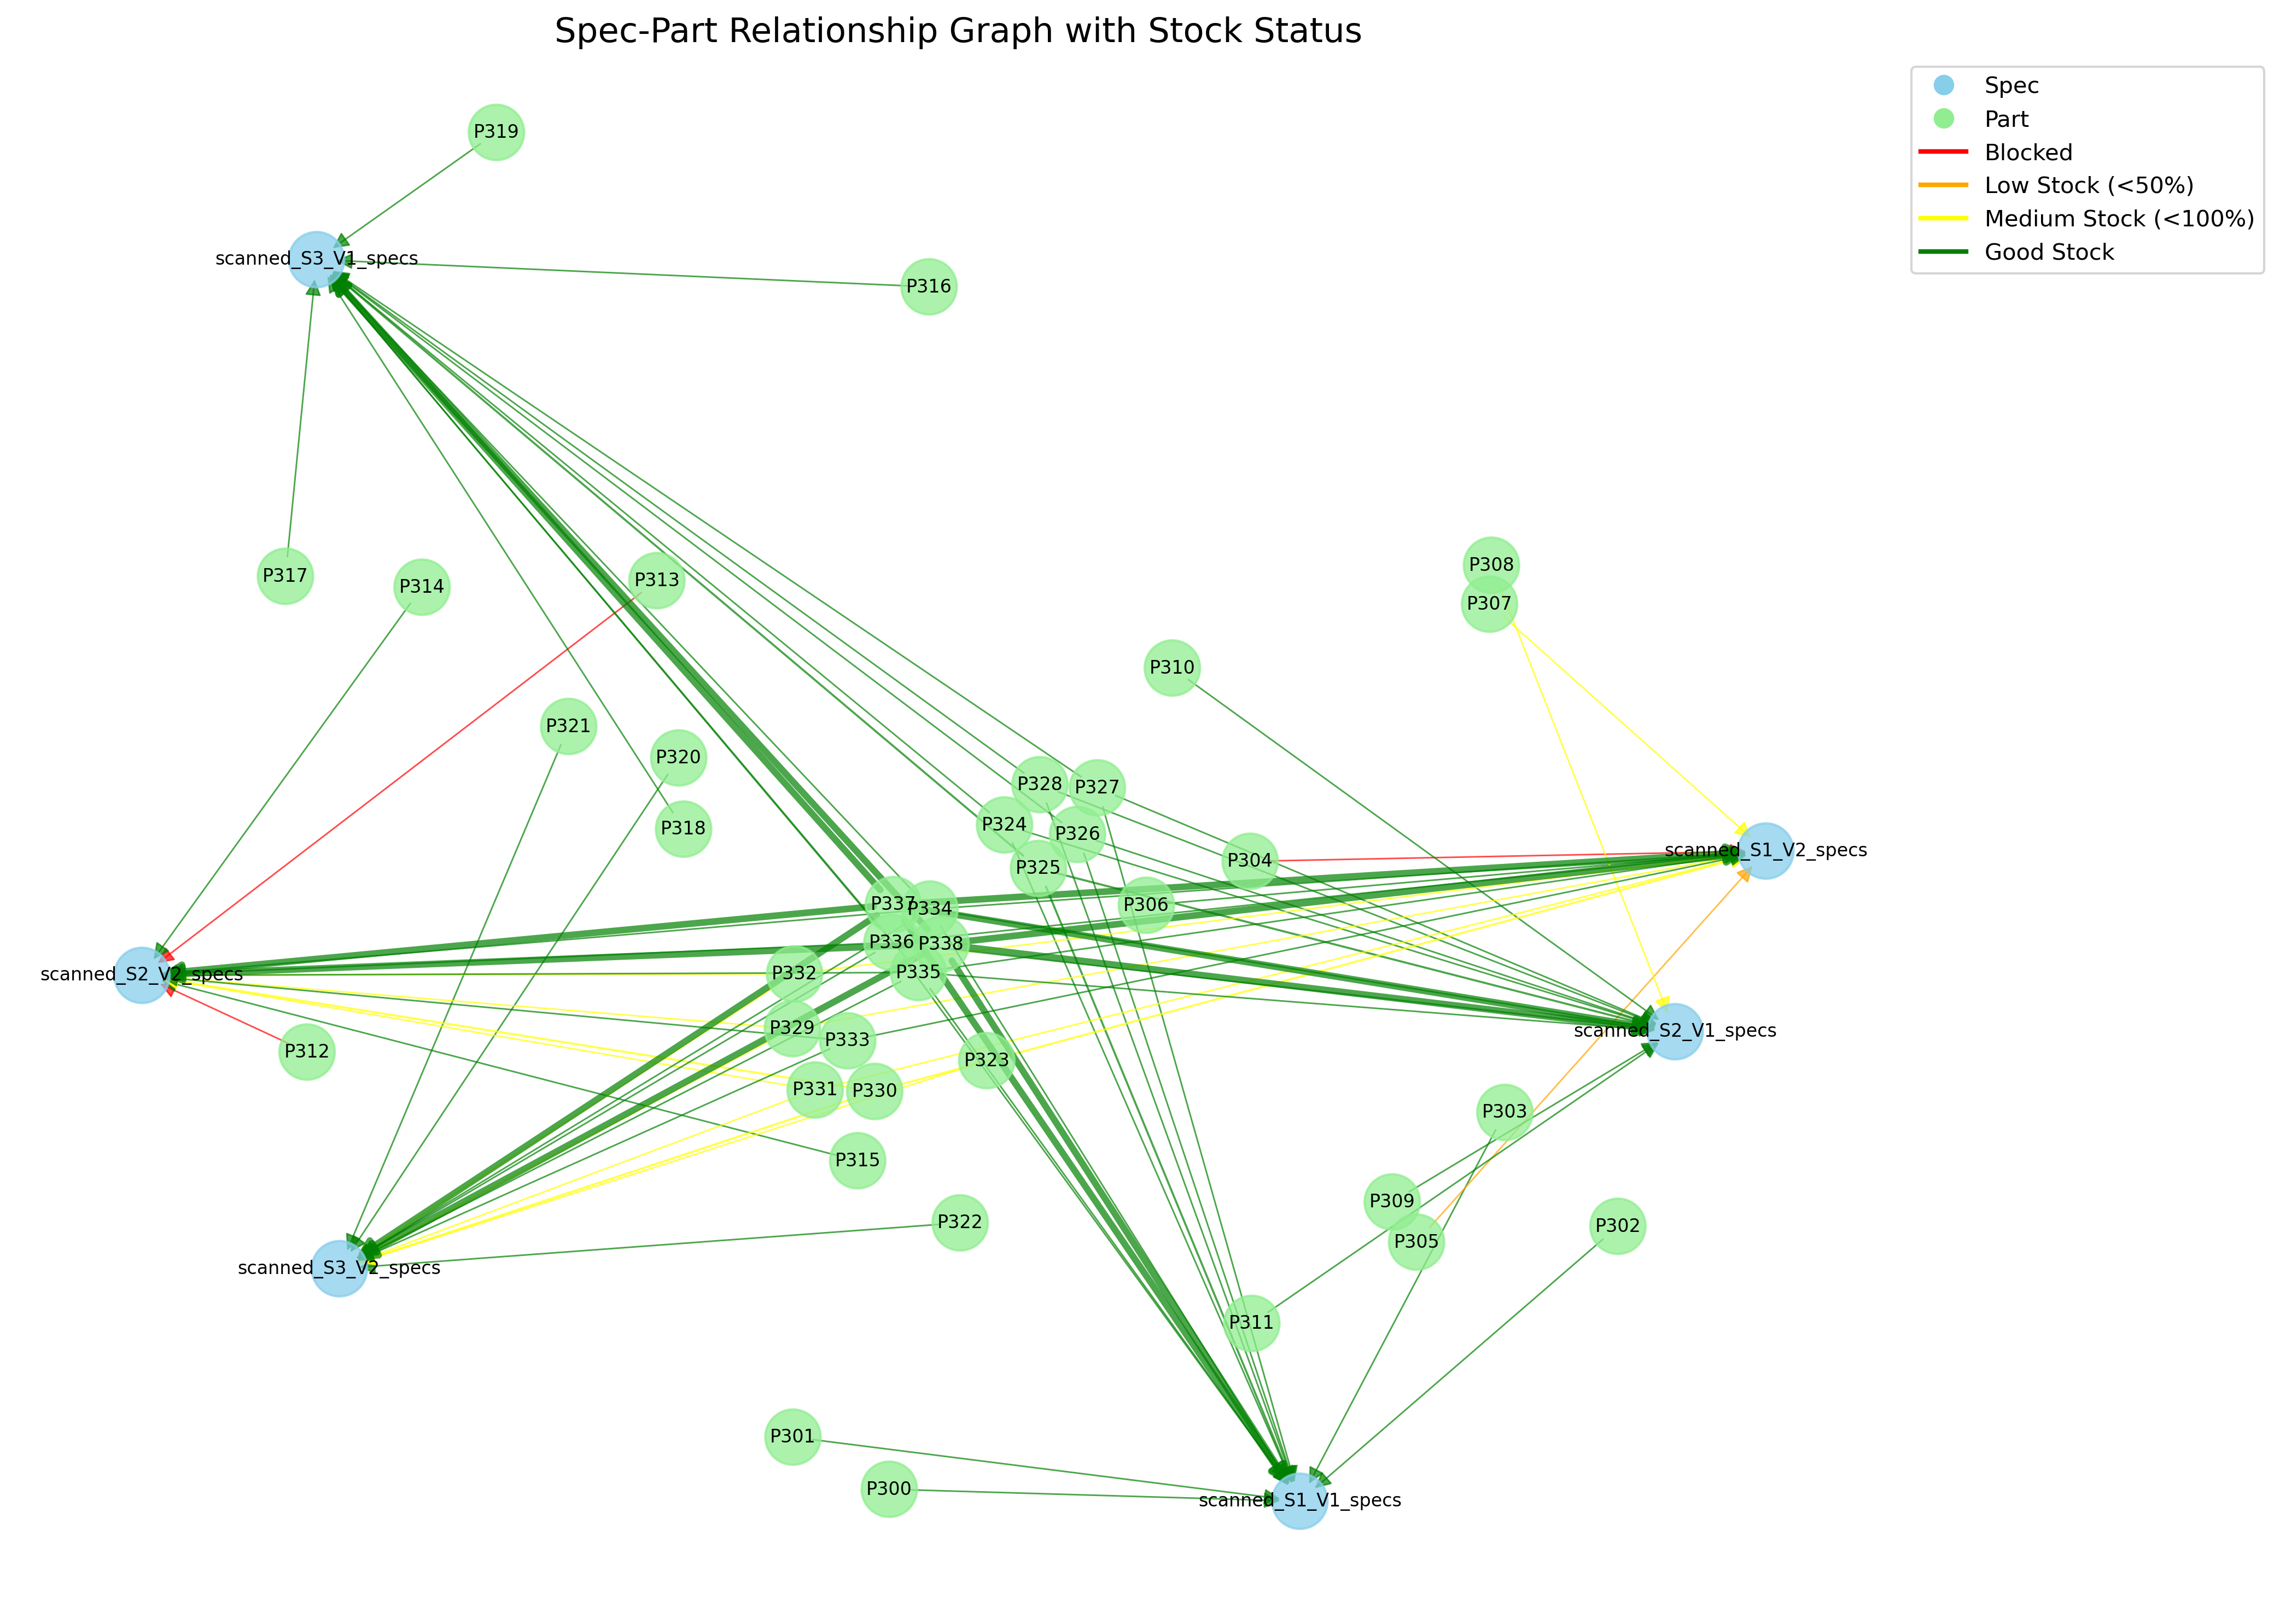 Spec-Part Relationship Graph with Stock Status
Spec
Part
Blocked
Low Stock (<50%)
Medium Stock (<100%)
Good Stock
P319
scanned_S3_V1_specs
P316
P308
P317
P313
P314
P307
P310
P321
P320
P328
P327
P324
P318
P326
scanned_S1_V2_specs
P304
P325
P337
P306
P334
P336
P338
P335
P332
scanned_S2_V2_specs
P329
scanned_S2_V1_specs
P333
P312
P323
P331
P330
P303
P315
P309
P322
P302
P305
scanned_S3_V2_specs
P311
P301
P300
scanned_S1_V1_specs